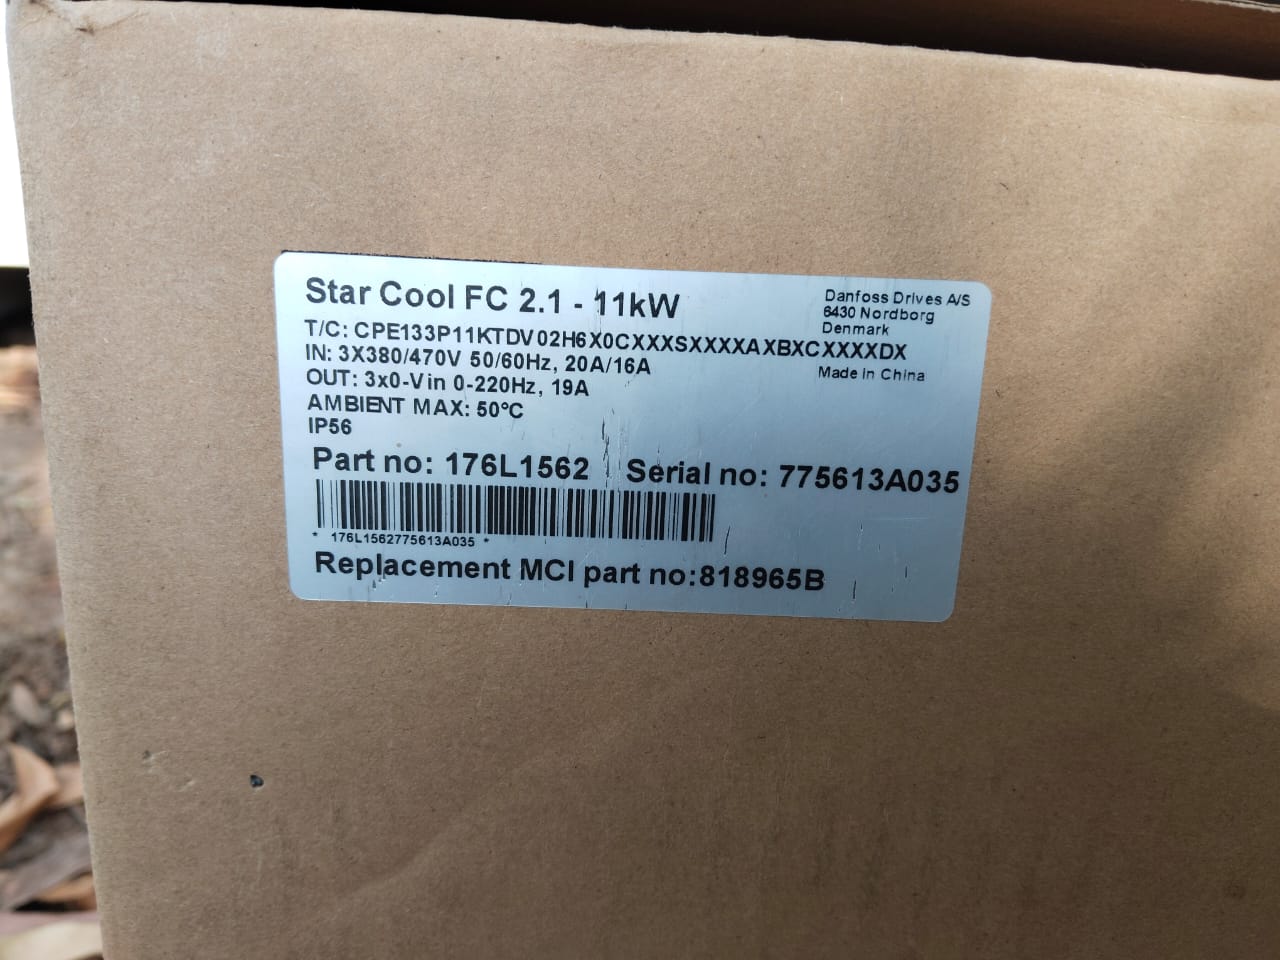 Star Cool FC 2.1 - 11kW
Danfoss Drives A/S
6430 Nordborg
Denmark
T/C: CPE133P11KTDV02H6X0CXXXSXXXXAXBXCXXXXDX
IN: 3X380/470V 50/60Hz, 20A/16A
Made in China
OUT: 3x0-Vin 0-220Hz, 19A
AMBIENT MAX: 50°C
IP56
Part no: 176L1562 Serial no: 775613A035
* 176L1562775613A035 *
Replacement MCI part no:818965B